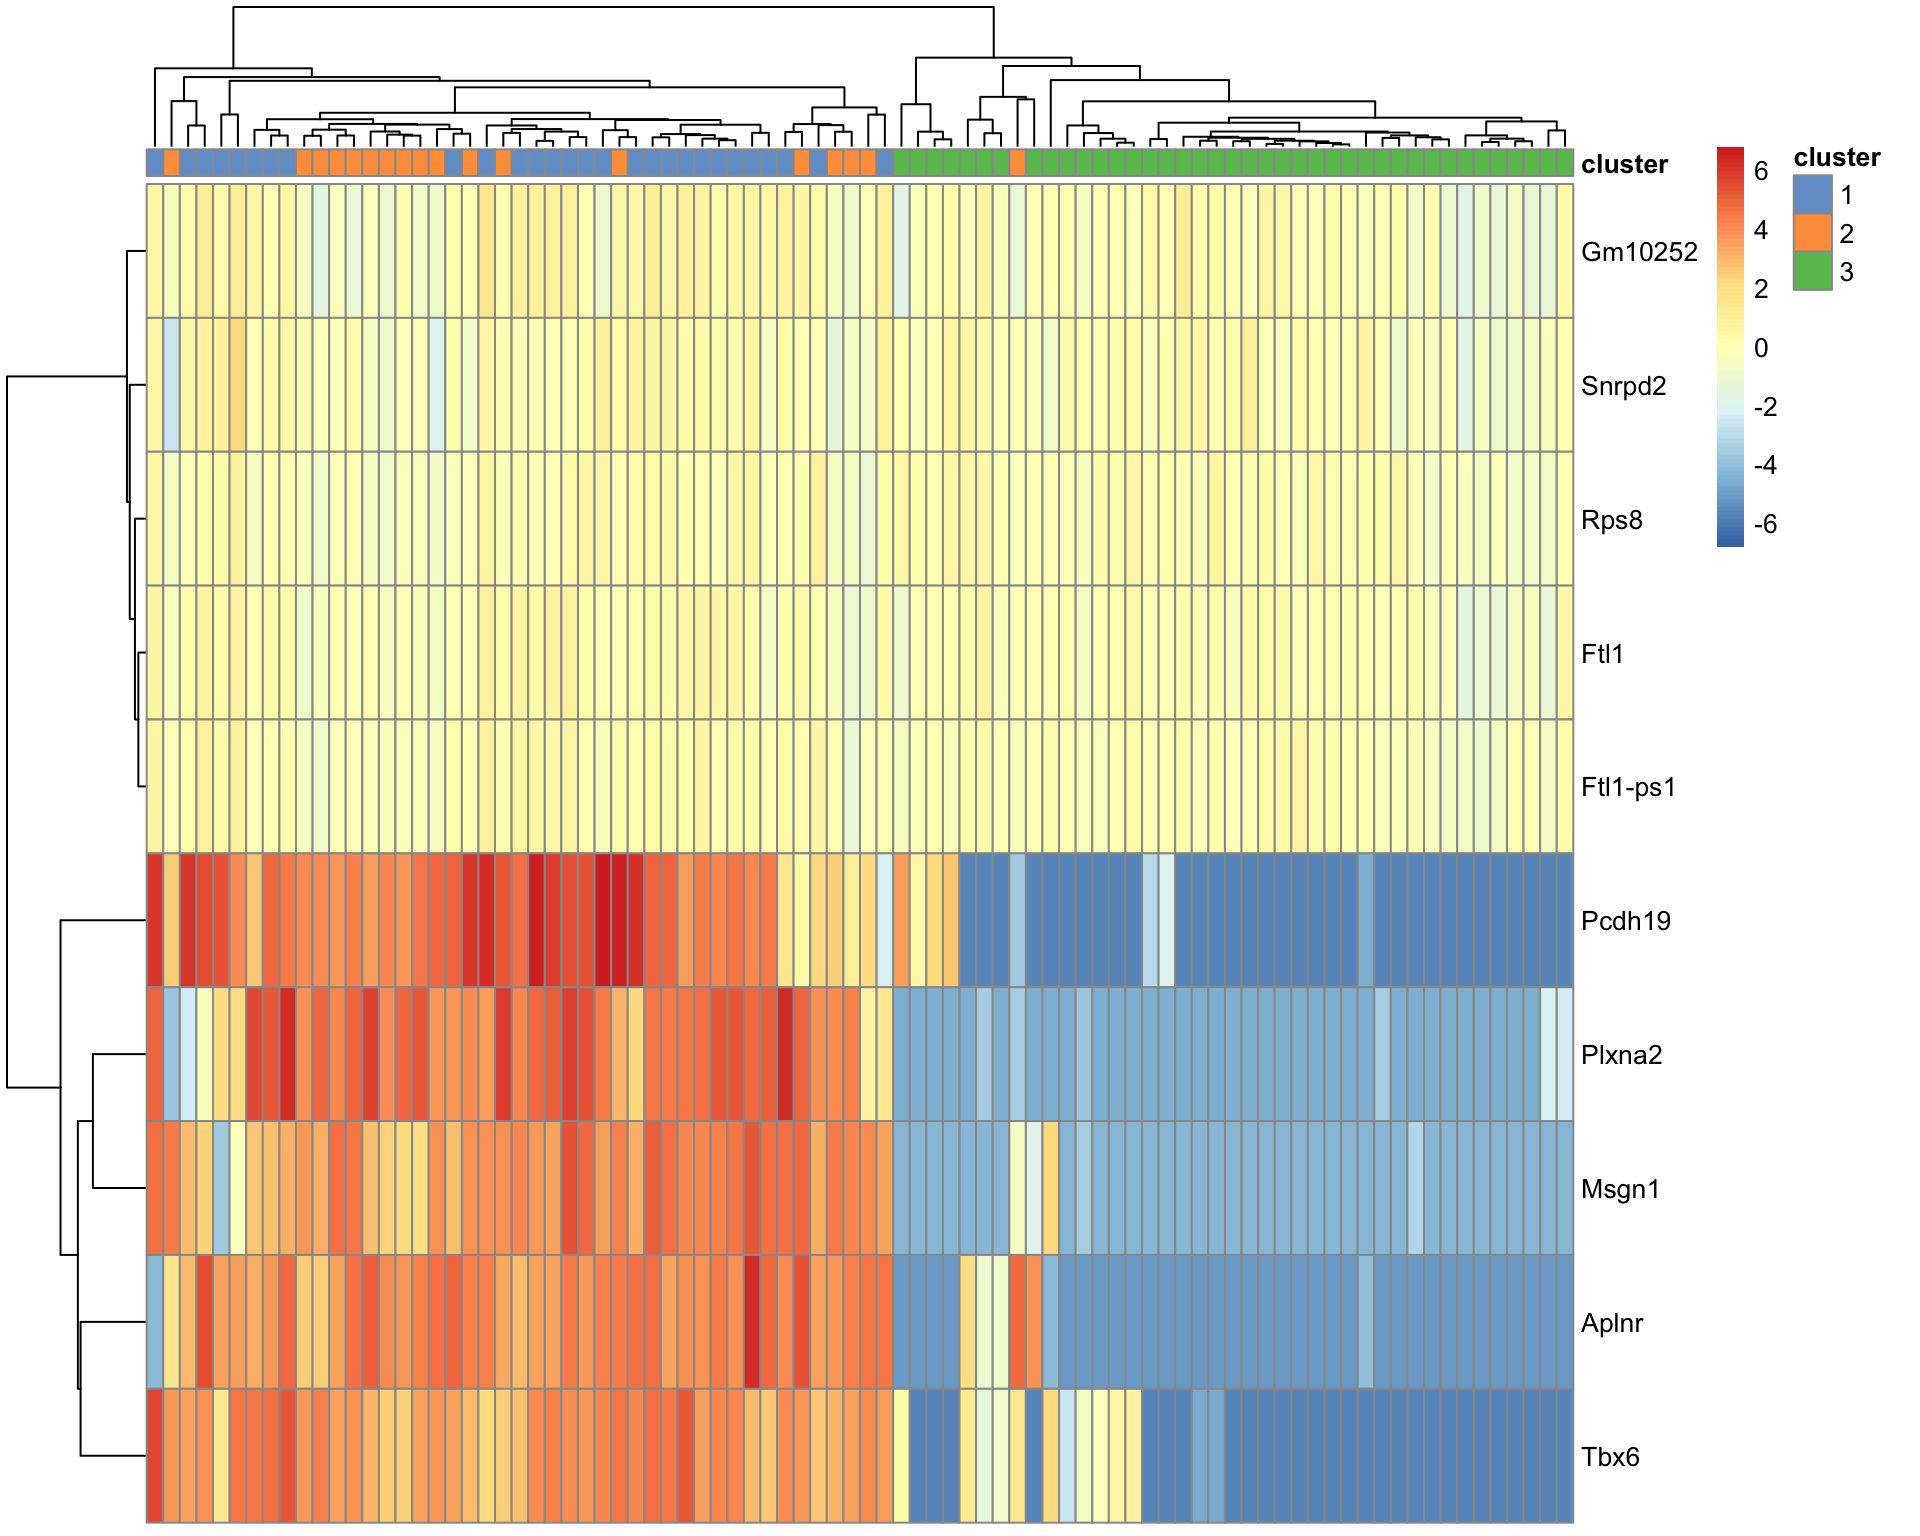 cluster
Gm10252
Snrpd2
Rps8
Ftl1
Ftl1-ps1
Pcdh19
Plxna2
Msgn1
Aplnr
Tbx6
6
4
2
0
-2
-4
-6
cluster
1
2
3